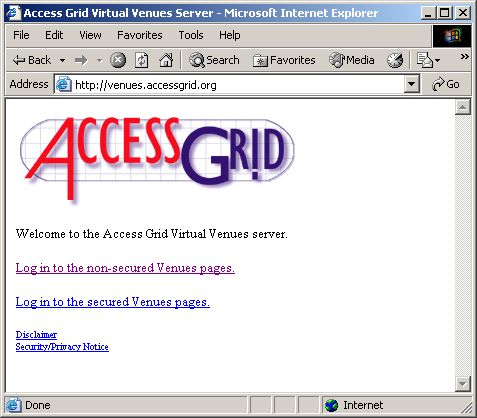 Access Grid Virtual Venues Server - Microsoft Internet Explorer
File Edit View Favorites Tools Help
Back Search Favorites Media »
Address http://venues.accessgrid.org Go
ACCESS GRID
Welcome to the Access Grid Virtual Venues server.
Log in to the non-secured Venues pages.
Log in to the secured Venues pages.
Disclaimer
Security/Privacy Notice
Done Internet